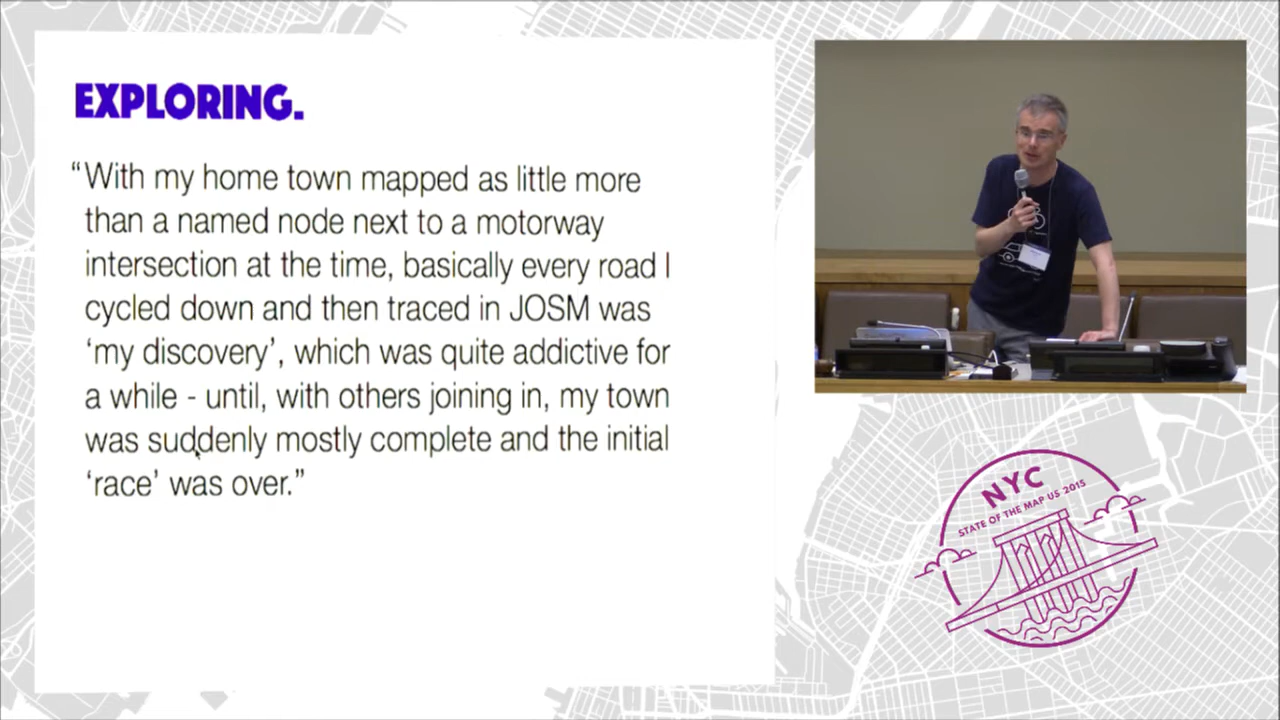 EXPLORING.
“With my home town mapped as little more
than a named node next to a motorway
intersection at the time, basically every road I
cycled down and then traced in JOSM was
‘my discovery’, which was quite addictive for
a while - until, with others joining in, my town
was suddenly mostly complete and the initial
‘race’ was over.”
NYC
STATE OF THE MAP US 2015